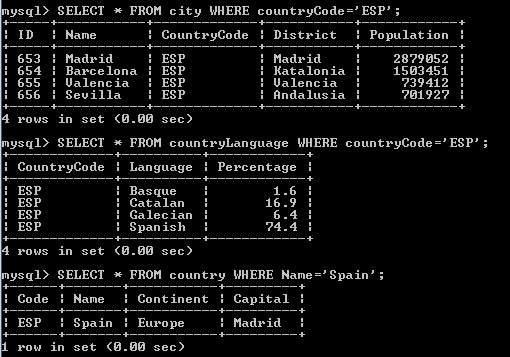 mysql> SELECT * FROM city WHERE countryCode='ESP';
+-----+-----------+-------------+-----------+------------+
| ID | Name | CountryCode | District | Population |
+-----+-----------+-------------+-----------+------------+
| 653 | Madrid | ESP | Madrid | 2879052 |
| 654 | Barcelona | ESP | Katalonia | 1503451 |
| 655 | Valencia | ESP | Valencia | 739412 |
| 656 | Sevilla | ESP | Andalusia | 701927 |
+-----+-----------+-------------+-----------+------------+
4 rows in set (0.00 sec)
mysql> SELECT * FROM countryLanguage WHERE countryCode='ESP';
+-------------+----------+------------+
| CountryCode | Language | Percentage |
+-------------+----------+------------+
| ESP | Basque | 1.6 |
| ESP | Catalan | 16.9 |
| ESP | Galecian | 6.4 |
| ESP | Spanish | 74.4 |
+-------------+----------+------------+
4 rows in set (0.00 sec)
mysql> SELECT * FROM country WHERE Name='Spain';
+------+-------+-----------+---------+
| Code | Name | Continent | Capital |
+------+-------+-----------+---------+
| ESP | Spain | Europe | Madrid |
+------+-------+-----------+---------+
1 row in set (0.00 sec)